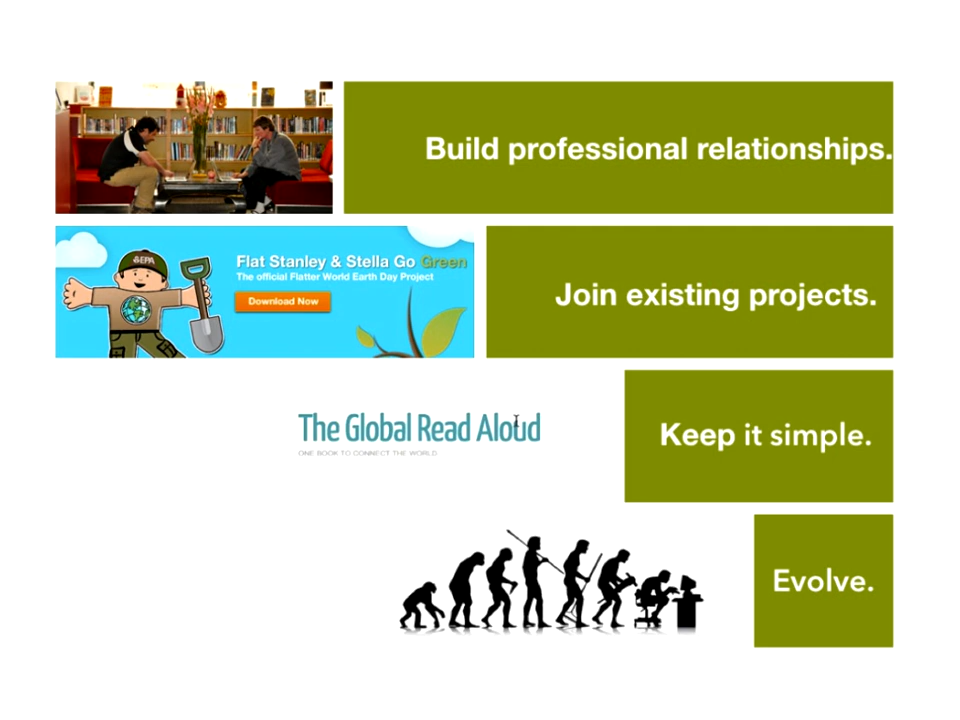 Build professional relationships.
EPA
Flat Stanley & Stella Go Green
The official Flatter World Earth Day Project
Download Now
Join existing projects.
The Global Read Aloud
ONE BOOK TO CONNECT THE WORLD
Keep it simple.
Evolve.